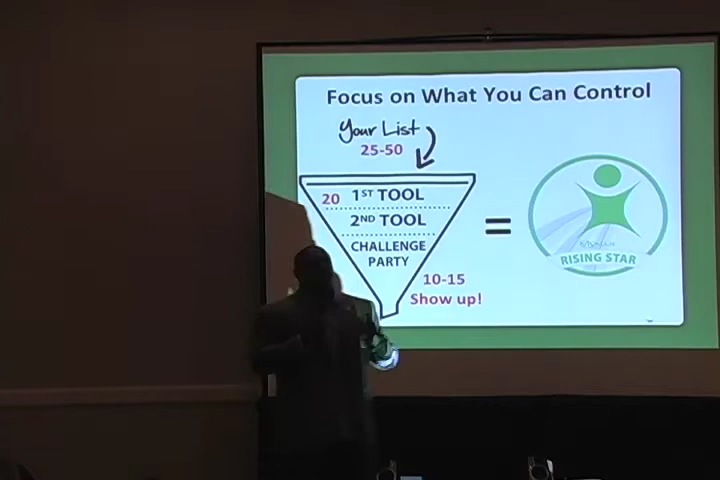 Focus on What You Can Control
Your List
25-50
20 1ST TOOL
2ND TOOL
CHALLENGE
PARTY
10-15
Show up!
=
RISING STAR